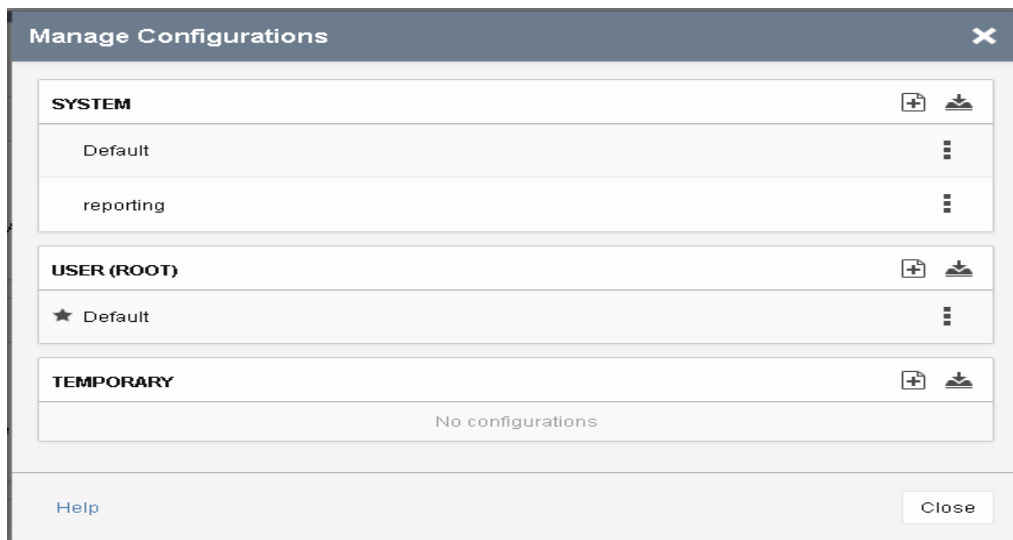 Manage Configurations
SYSTEM
Default
reporting
USER (ROOT)
Default
TEMPORARY
No configurations
Help
Close